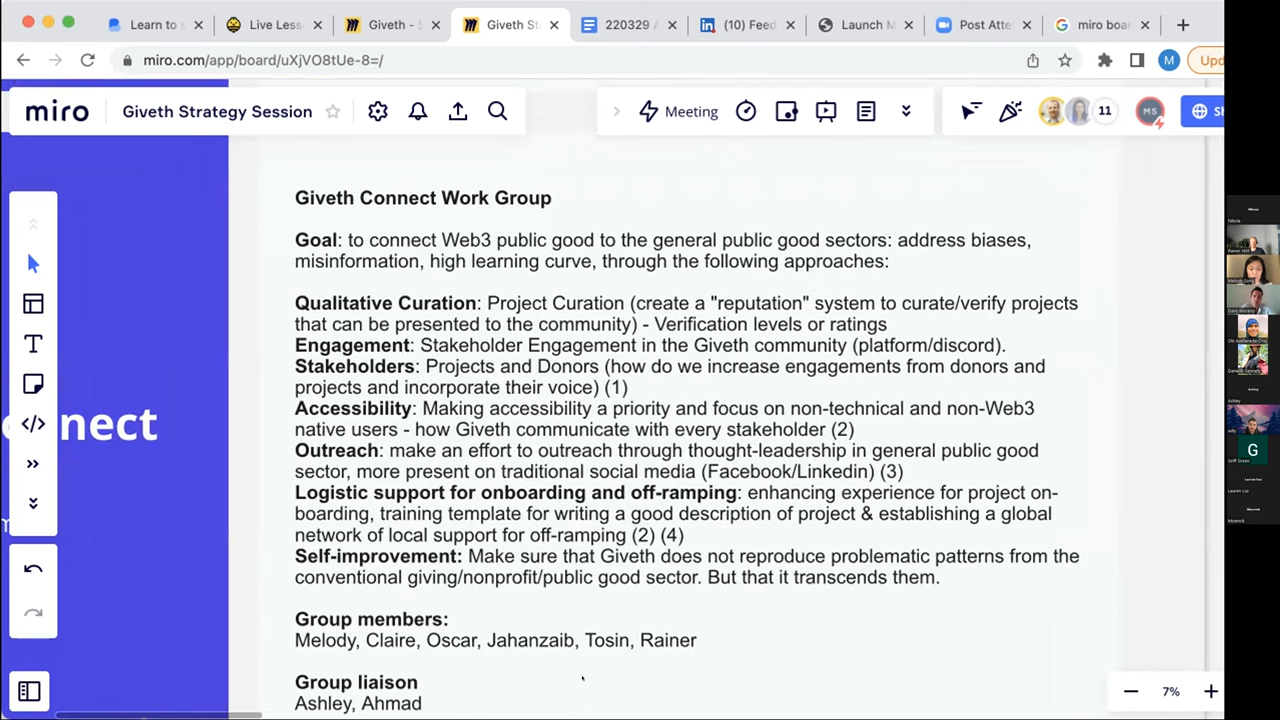 Learn to s
Live Less
Giveth - S
Giveth St
220329 A
(10) Feed
Launch M
Post Atte
miro boar
miro.com/app/board/uXjVO8tUe-8=/
M
Upd
miro
Giveth Strategy Session
Meeting
11
MS
Sh
Giveth Connect Work Group
Goal: to connect Web3 public good to the general public good sectors: address biases,
misinformation, high learning curve, through the following approaches:
Qualitative Curation: Project Curation (create a "reputation" system to curate/verify projects
that can be presented to the community) - Verification levels or ratings
Engagement: Stakeholder Engagement in the Giveth community (platform/discord).
Stakeholders: Projects and Donors (how do we increase engagements from donors and
projects and incorporate their voice) (1)
Accessibility: Making accessibility a priority and focus on non-technical and non-Web3
native users - how Giveth communicate with every stakeholder (2)
Outreach: make an effort to outreach through thought-leadership in general public good
sector, more present on traditional social media (Facebook/Linkedin) (3)
Logistic support for onboarding and off-ramping: enhancing experience for project on-
boarding, training template for writing a good description of project & establishing a global
network of local support for off-ramping (2) (4)
Self-improvement: Make sure that Giveth does not reproduce problematic patterns from the
conventional giving/nonprofit/public good sector. But that it transcends them.
Group members:
Melody, Claire, Oscar, Jahanzaib, Tosin, Rainer
Group liaison
Ashley, Ahmad
nnect
7%
Nikola
Ashley
willy
G
Griff Green
Lauren Luz